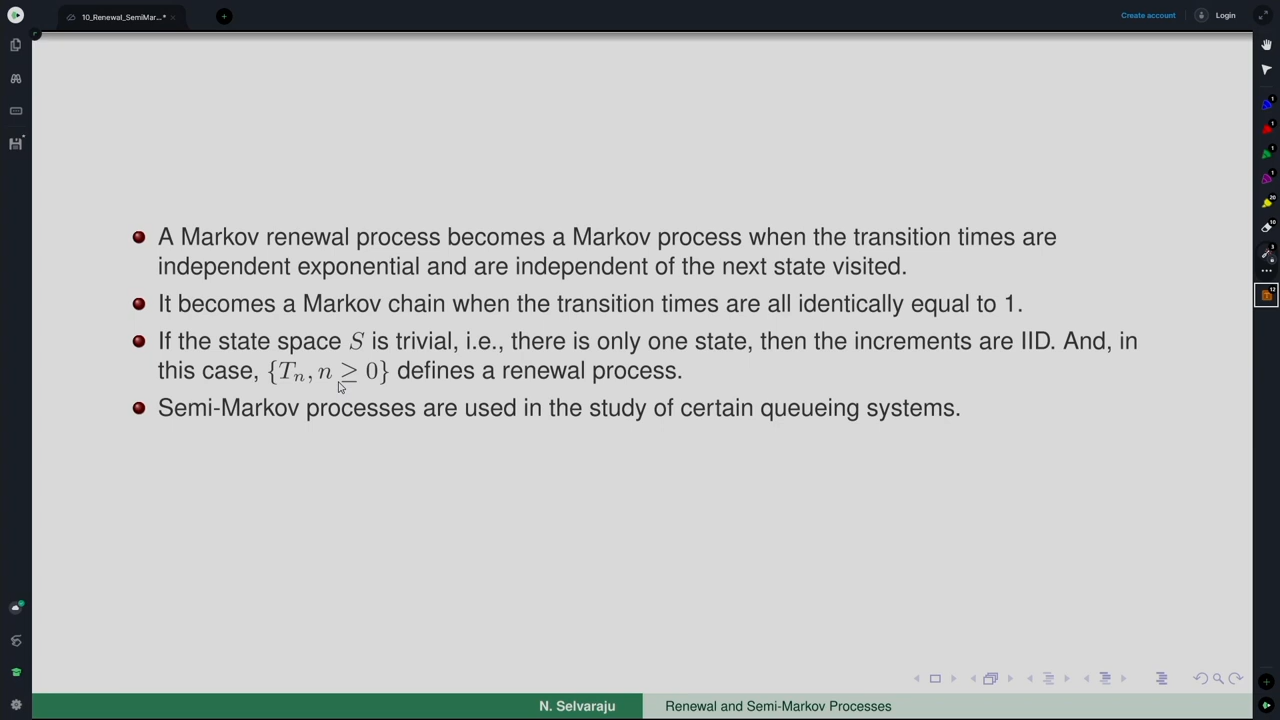 10_Renewal_SemiMar...*
Create account
Login
A Markov renewal process becomes a Markov process when the transition times are
independent exponential and are independent of the next state visited.
It becomes a Markov chain when the transition times are all identically equal to 1.
If the state space S is trivial, i.e., there is only one state, then the increments are IID. And, in
this case, {Tₙ, n ≥ 0} defines a renewal process.
Semi-Markov processes are used in the study of certain queueing systems.
N. Selvaraju
Renewal and Semi-Markov Processes